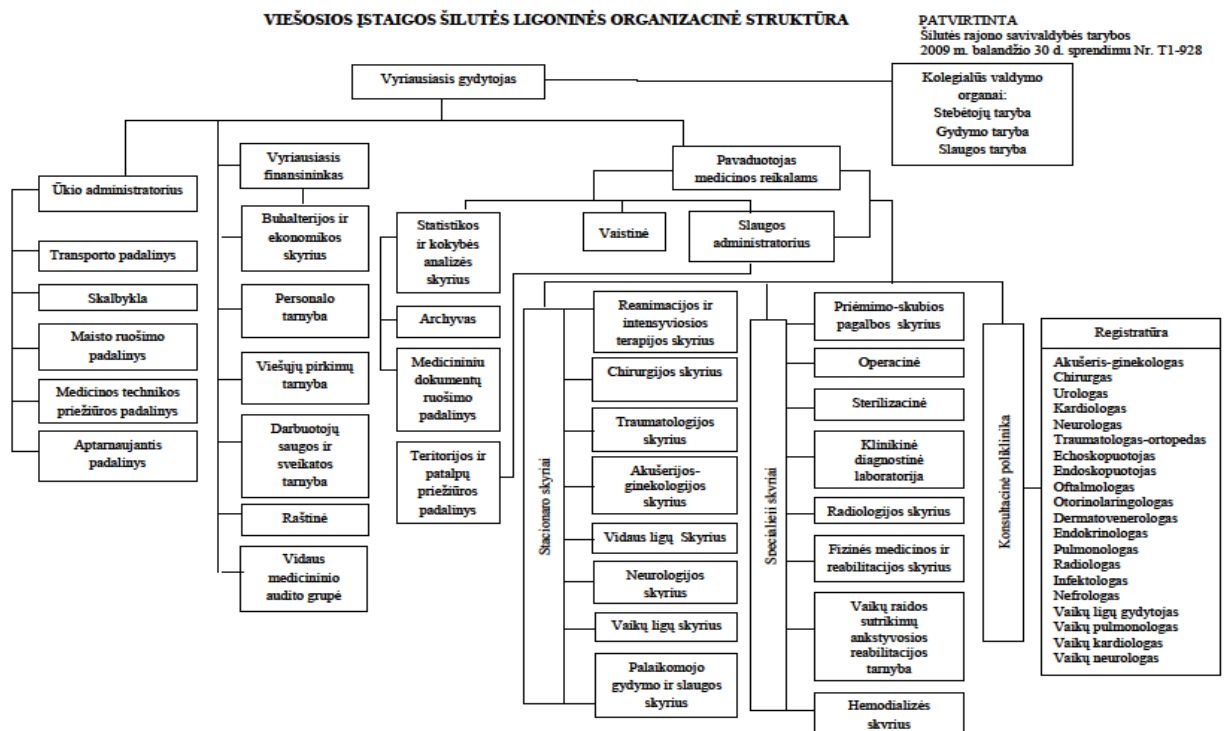 VIEŠOSIOS ĮSTAIGOS ŠILUTĖS LIGONINĖS ORGANIZACINĖ STRUKTŪRA
PATVIRTINTA
Šilutės rajono savivaldybės tarybos
2009 m. balandžio 30 d. sprendimu Nr. T1-928
Vyriausiasis gydytojas
Kolegialūs valdymo
organai:
Stebėtojų taryba
Gydymo taryba
Slaugos taryba
Ūkio administratorius
Transporto padalinys
Skalbykla
Maisto ruošimo
padalinys
Medicinos technikos
priežiūros padalinys
Aptarnaujantis
padalinys
Vyriausiasis
finansininkas
Buhalterijos ir
ekonomikos
skyrius
Personalo
tarnyba
Viešųjų pirkimų
tarnyba
Darbuotojų
saugos ir
sveikatos
tarnyba
Raštinė
Vidaus
medicininio
audito grupė
Pavaduotojas
medicinos reikalams
Statistikos
ir kokybės
analizės
skyrius
Vaistinė
Slaugos
administratorius
Archyvas
Medicininiu
dokumentų
ruošimo
padalinys
Teritorijos ir
patalpų
priežiūros
padalinys
Stacionaro skyriai
Reanimacijos ir
intensyviosios
terapijos skyrius
Chirurgijos skyrius
Traumatologijos
skyrius
Akušerijos-
ginekologijos
skyrius
Vidaus ligų Skyrius
Neurologijos
skyrius
Vaikų ligų skyrius
Palaikomojo
gydymo ir slaugos
skyrius
Specialieji skyriai
Priėmimo-skubios
pagalbos skyrius
Operacinė
Sterilizacinė
Klinikinė
diagnostinė
laboratorija
Radiologijos skyrius
Fizinės medicinos ir
reabilitacijos skyrius
Vaikų raidos
sutrikimų
ankstyvosios
reabilitacijos
tarnyba
Hemodializės
skyrius
Konsultacinė poliklinika
Registratūra
Akušeris-ginekologas
Chirurgas
Urologas
Kardiologas
Neurologas
Traumatologas-ortopedas
Echoskopuotojas
Endoskopuotojas
Oftalmologas
Otorinolaringologas
Dermatovenerologas
Endokrinologas
Pulmonologas
Radiologas
Infektologas
Nefrologas
Vaikų ligų gydytojas
Vaikų pulmonologas
Vaikų kardiologas
Vaikų neurologas